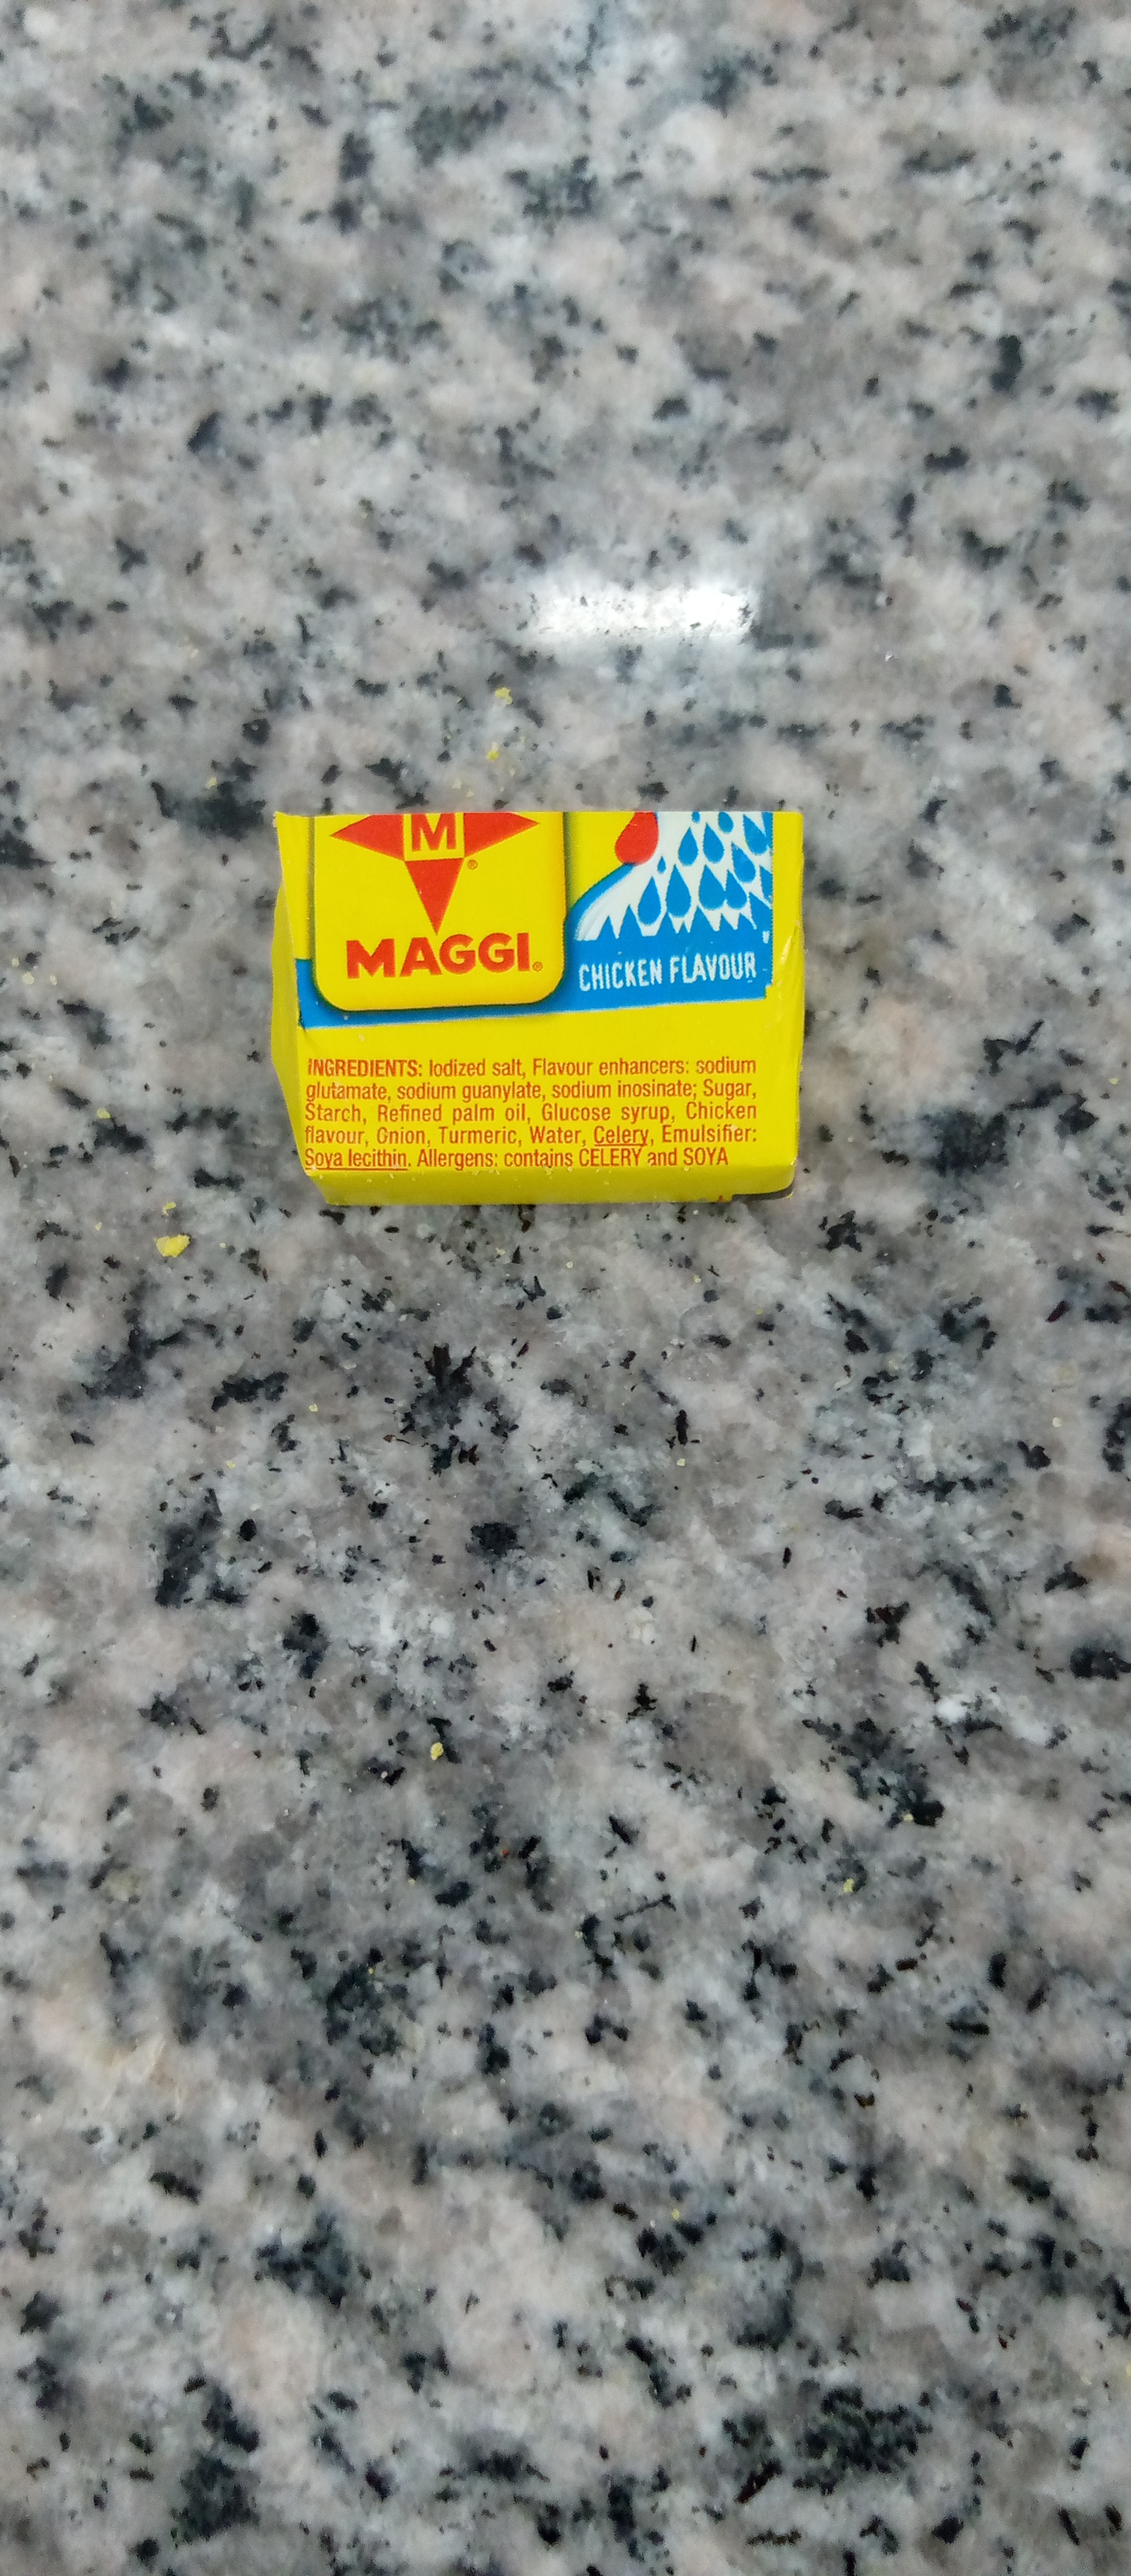 M®
MAGGI®
CHICKEN FLAVOUR
INGREDIENTS: Iodized salt, Flavour enhancers: sodium
glutamate, sodium guanylate, sodium inosinate; Sugar,
Starch, Refined palm oil, Glucose syrup, Chicken
flavour, Onion, Turmeric, Water, Celery, Emulsifier:
Soya lecithin. Allergens: contains CELERY and SOYA